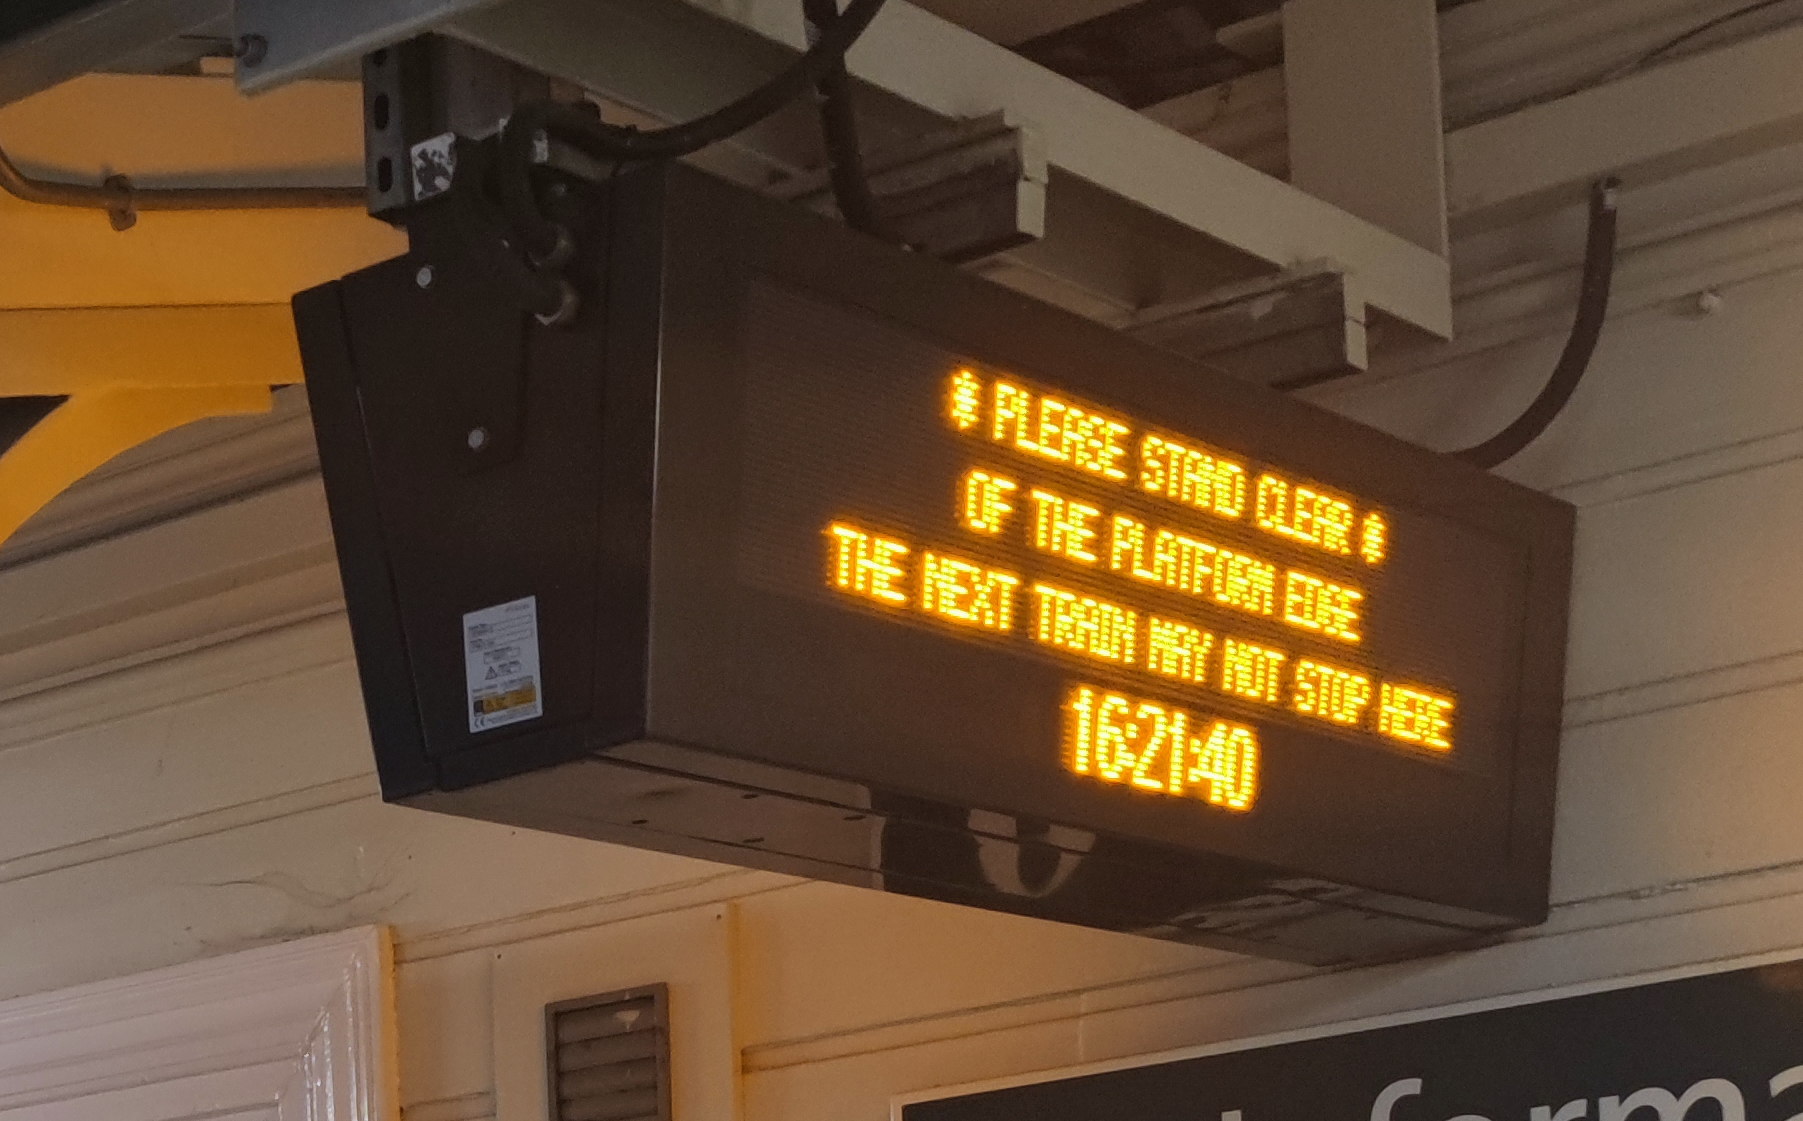 * PLEASE STAND CLEAR *
OF THE PLATFORM EDGE
THE NEXT TRAIN MAY NOT STOP HERE
16:21:40